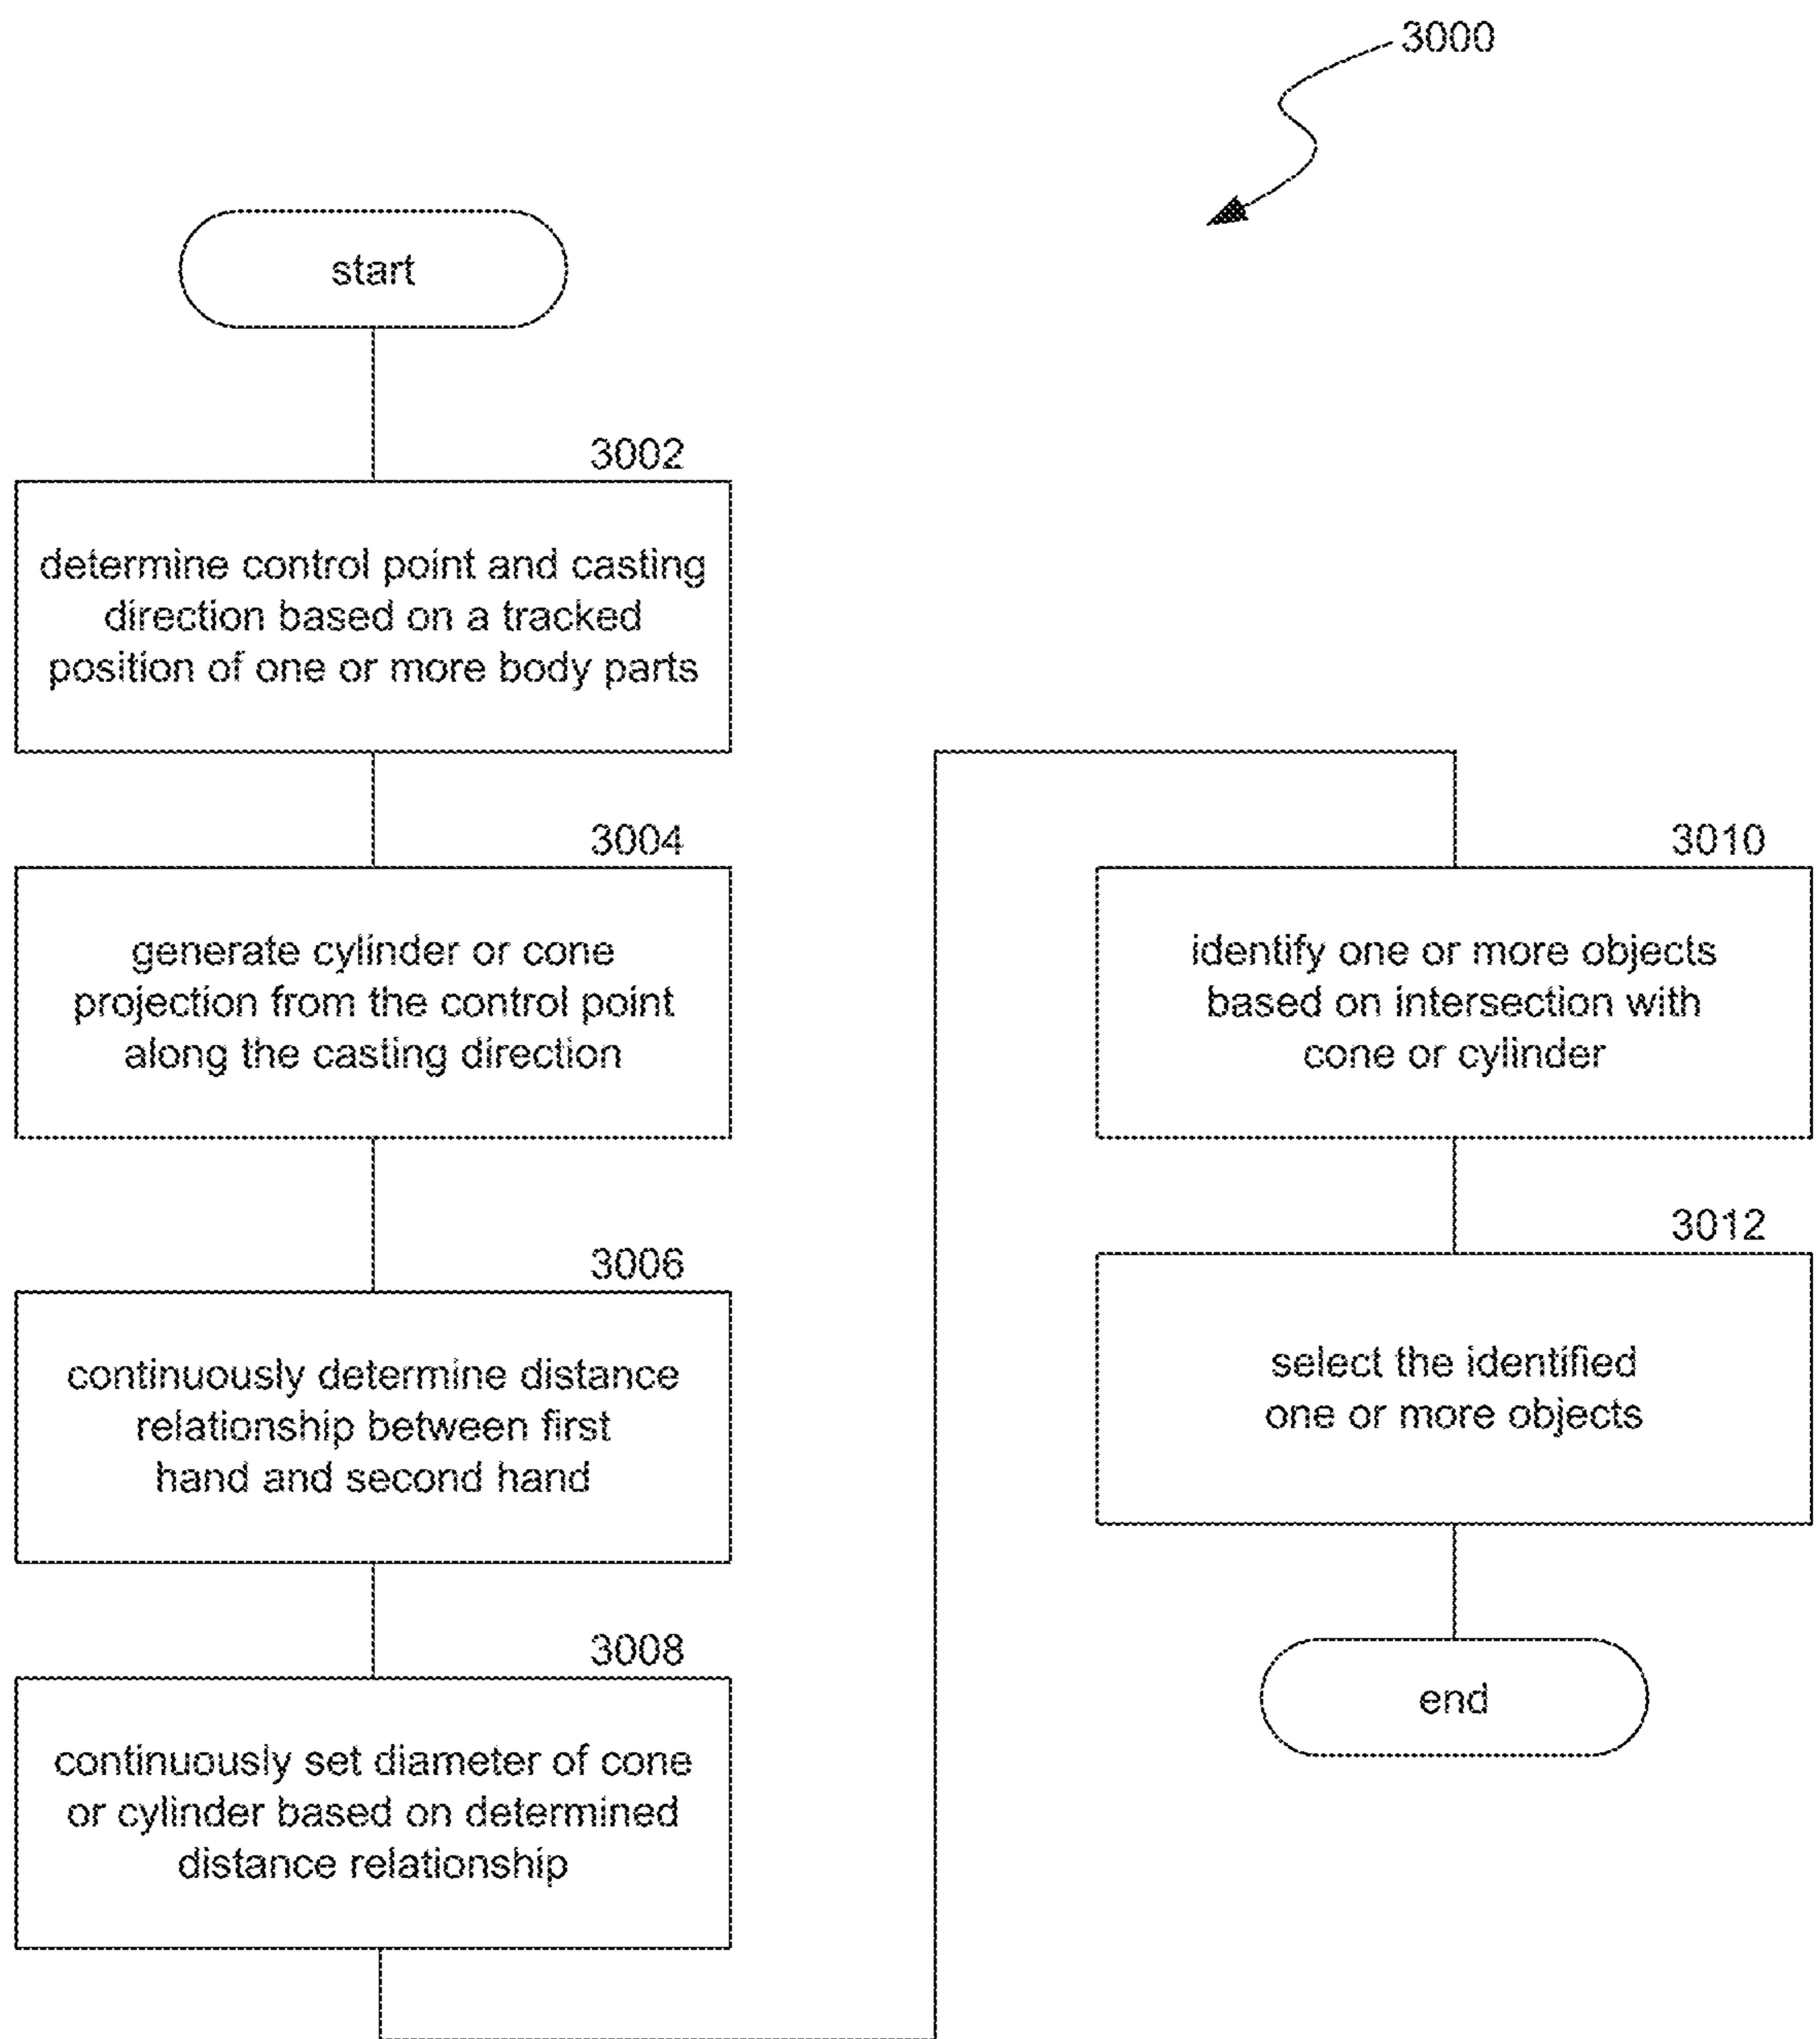 3000
start
3002
determine control point and casting
direction based on a tracked
position of one or more body parts
3004
generate cylinder or cone
projection from the control point
along the casting direction
3006
continuously determine distance
relationship between first
hand and second hand
3008
continuously set diameter of cone
or cylinder based on determined
distance relationship
3010
identify one or more objects
based on intersection with
cone or cylinder
3012
select the identified
one or more objects
end